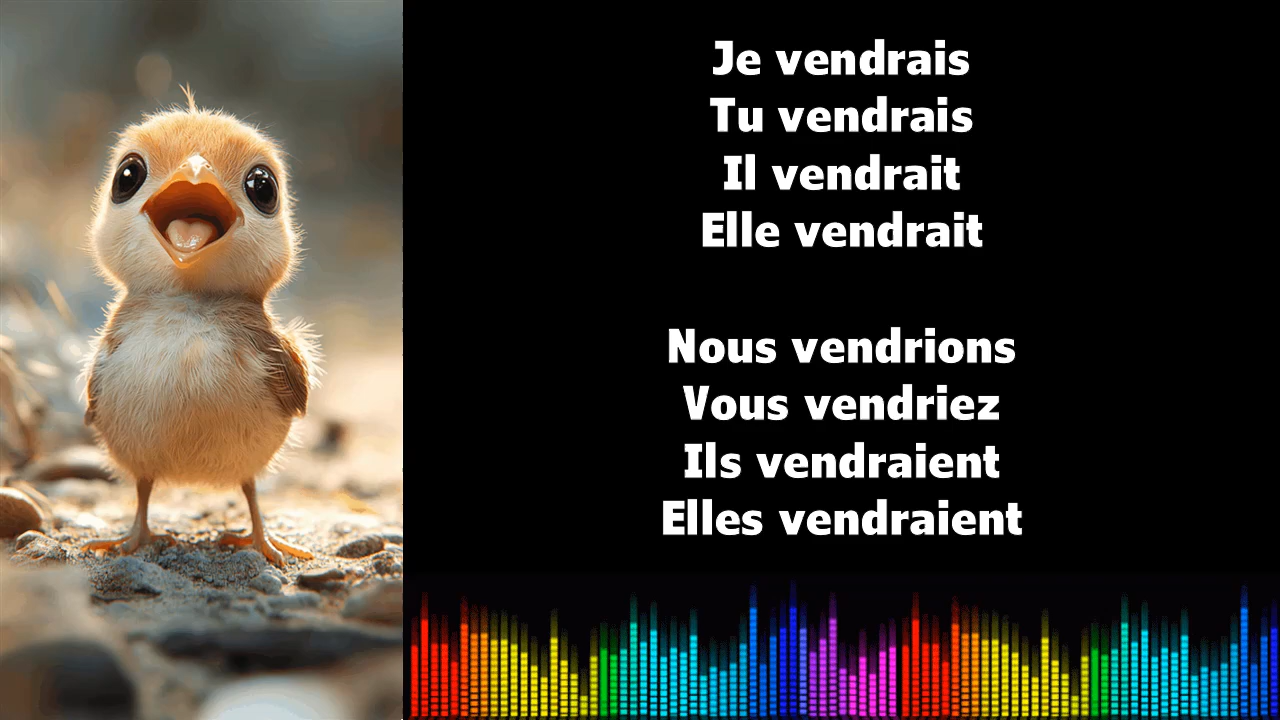 Je vendrais
Tu vendrais
Il vendrait
Elle vendrait
Nous vendrions
Vous vendriez
Ils vendraient
Elles vendraient